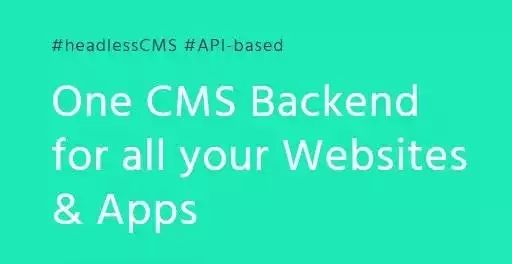 #headlessCMS #API-based
One CMS Backend
for all your Websites
& Apps